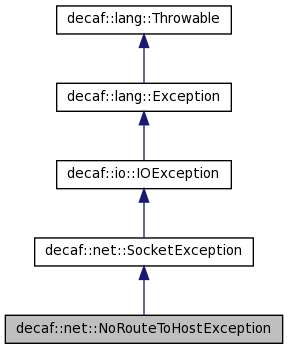 decaf::lang::Throwable
decaf::lang::Exception
decaf::io::IOException
decaf::net::SocketException
decaf::net::NoRouteToHostException